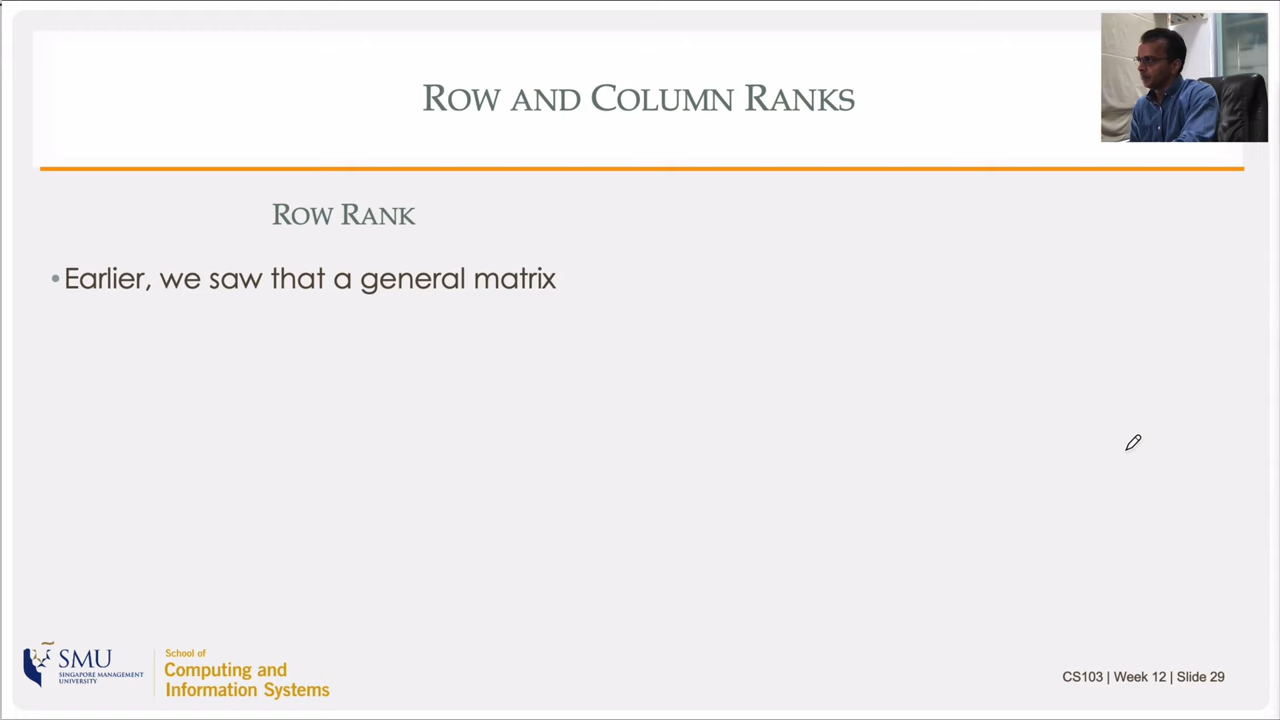 ROW AND COLUMN RANKS
ROW RANK
• Earlier, we saw that a general matrix
SMU
SINGAPORE MANAGEMENT
UNIVERSITY
School of
Computing and
Information Systems
CS103 | Week 12 | Slide 29